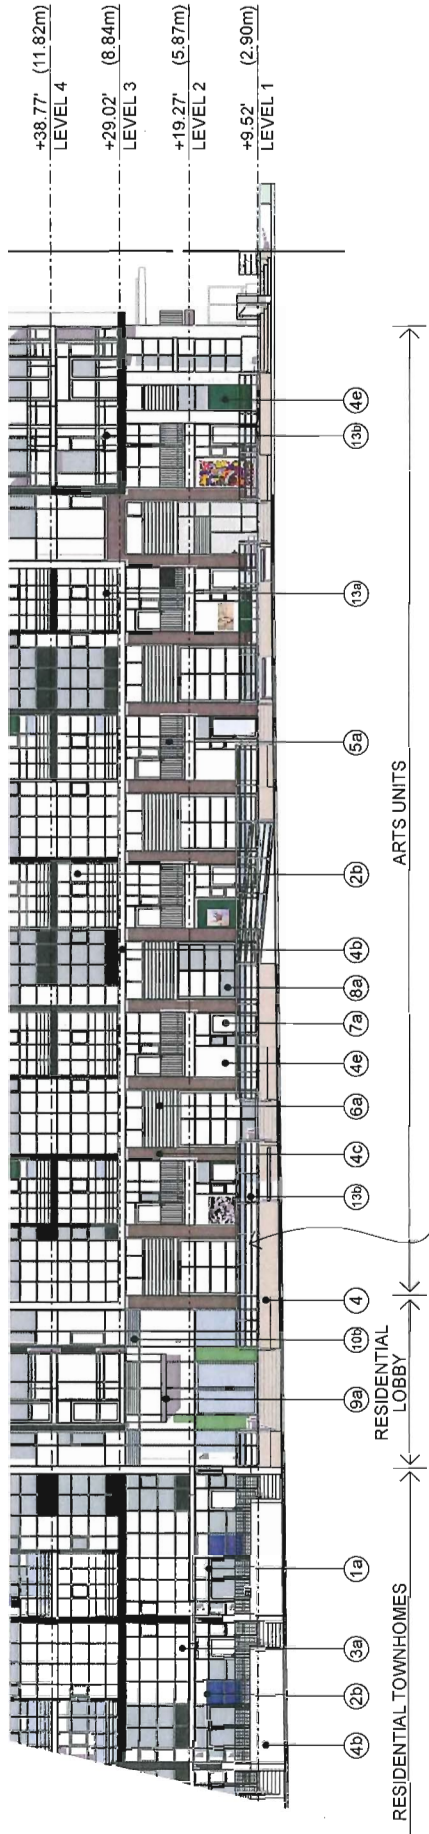 +38.77' (11.82m)
LEVEL 4
+29.02' (8.84m)
LEVEL 3
+19.27' (5.87m)
LEVEL 2
+9.52' (2.90m)
LEVEL 1
4b
2b
3a
1a
9a
10b
4
13b
4c
6a
4e
7a
8a
4b
2b
5a
13a
13b
4e
RESIDENTIAL TOWNHOMES
RESIDENTIAL
LOBBY
ARTS UNITS